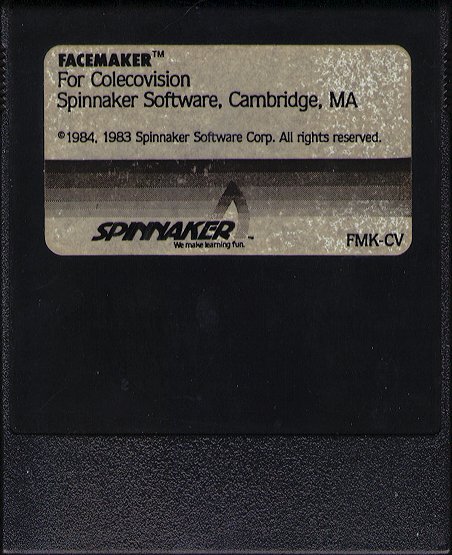 FACEMAKER™
For Colecovision
Spinnaker Software, Cambridge, MA
©1984, 1983 Spinnaker Software Corp. All rights reserved.
SPINNAKER™
We make learning fun.
FMK-CV